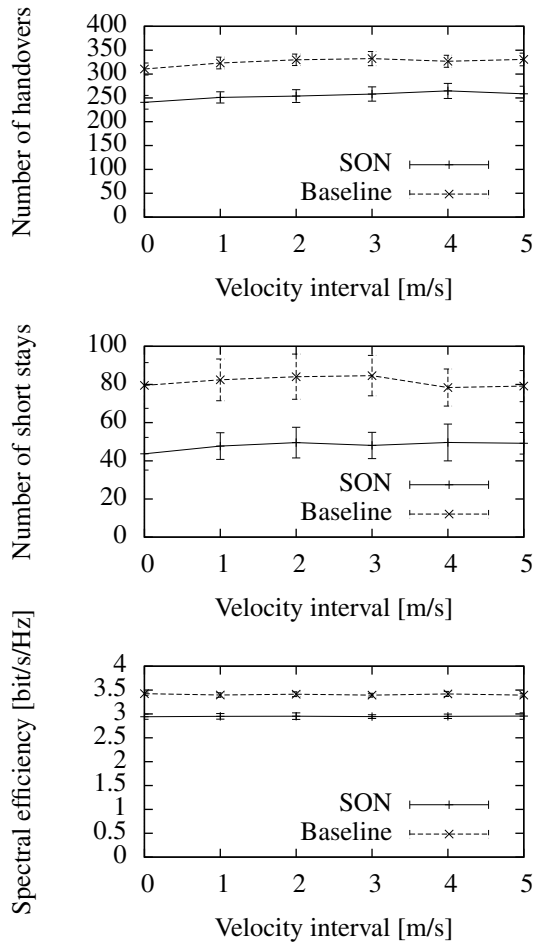 Number of handovers
400
350
300
250
200
150
100
50
0
SON
Baseline
0 1 2 3 4 5
Velocity interval [m/s]
Number of short stays
100
80
60
40
20
0
SON
Baseline
0 1 2 3 4 5
Velocity interval [m/s]
Spectral efficiency [bit/s/Hz]
4
3.5
3
2.5
2
1.5
1
0.5
0
SON
Baseline
0 1 2 3 4 5
Velocity interval [m/s]